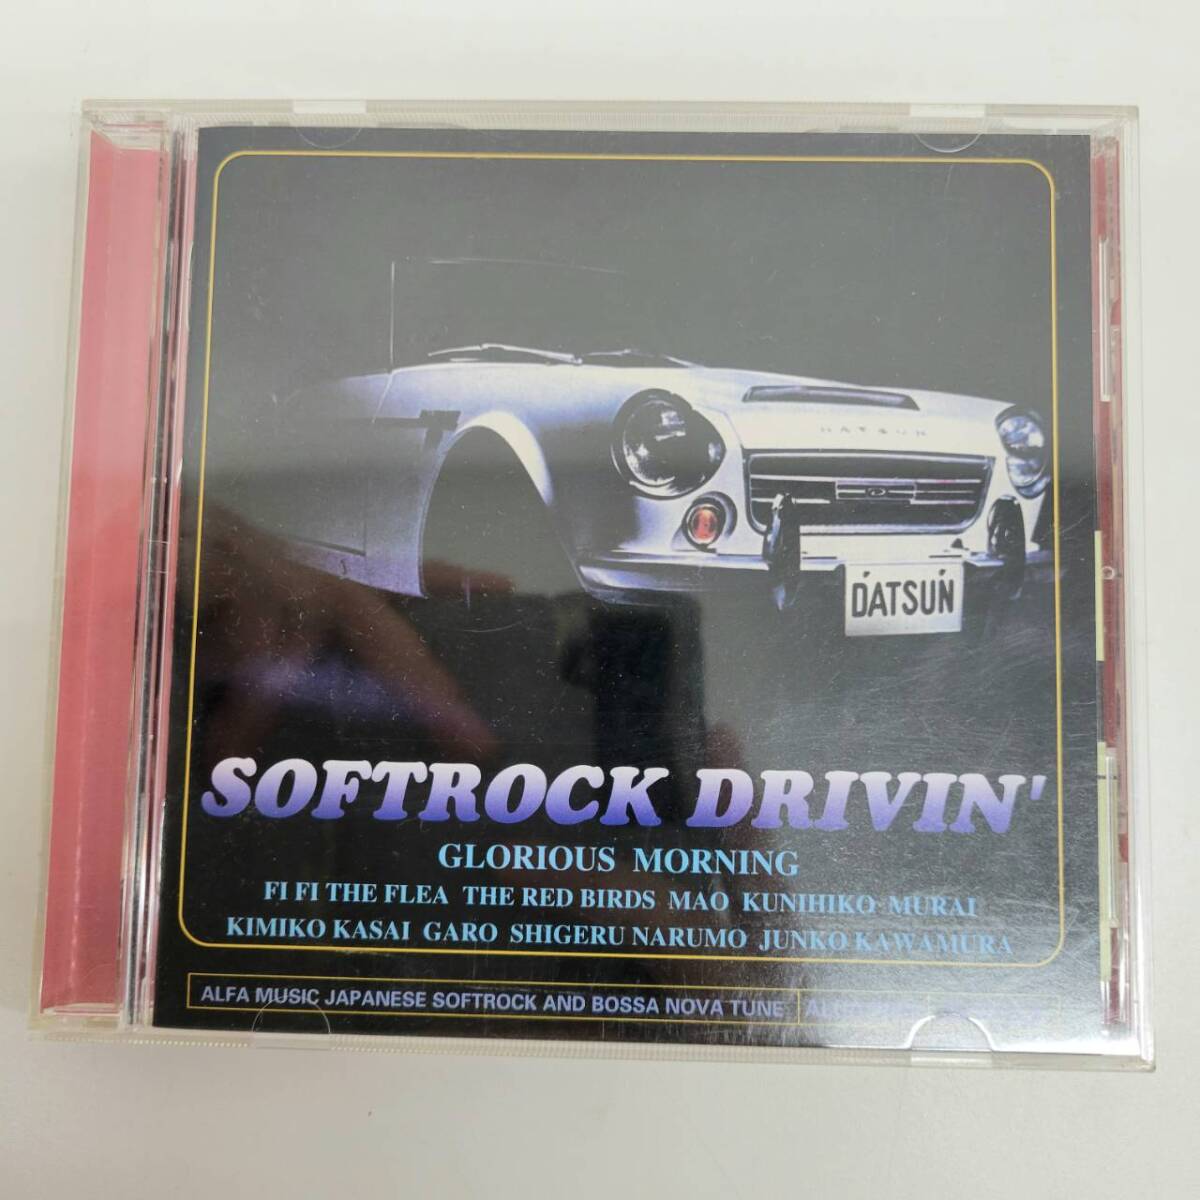 DATSUN
DATSUN
SOFTROCK DRIVIN'
GLORIOUS MORNING
FI FI THE FLEA THE RED BIRDS MAO KUNIHIKO MURAI
KIMIKO KASAI GARO SHIGERU NARUMO JUNKO KAWAMURA
ALFA MUSIC JAPANESE SOFTROCK AND BOSSA NOVA TUNE